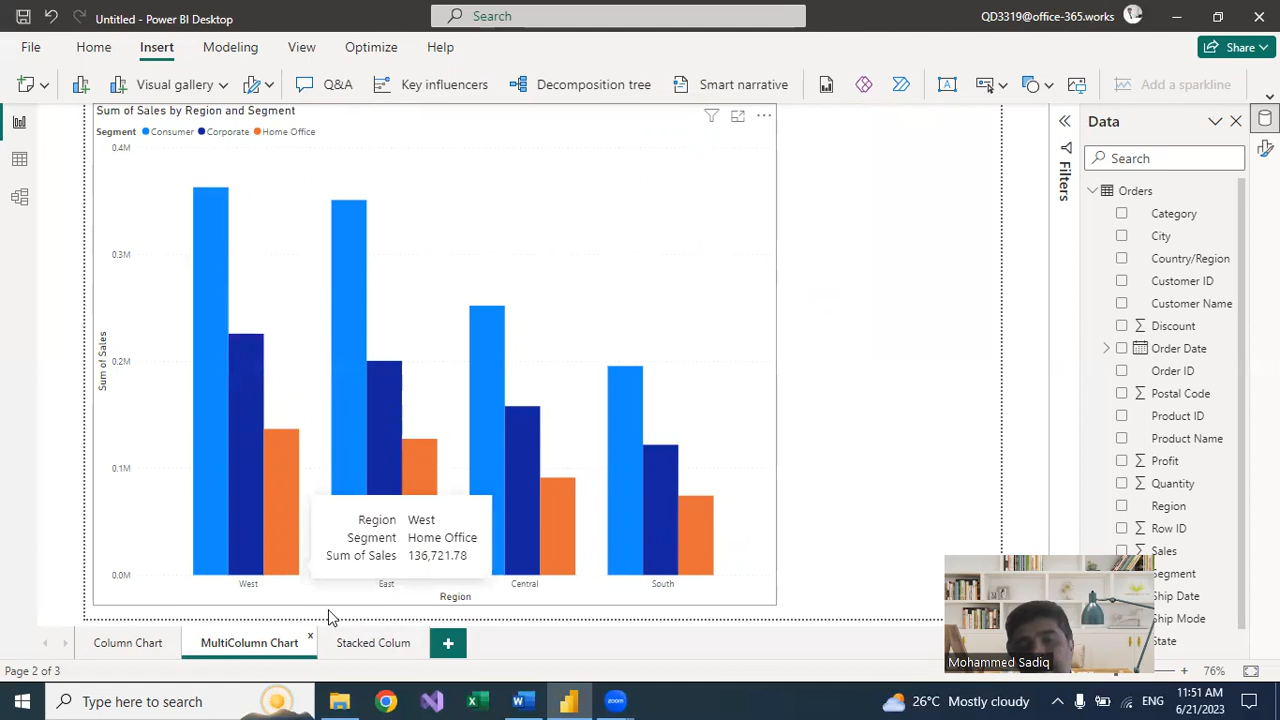 Untitled - Power BI Desktop
Search
QD3319@office-365.works
File
Home
Insert
Modeling
View
Optimize
Help
Share
Visual gallery
Q&A
Key influencers
Decomposition tree
Smart narrative
Add a sparkline
Sum of Sales by Region and Segment
Segment Consumer Corporate Home Office
0.4M
0.3M
0.2M
0.1M
0.0M
Sum of Sales
West
East
Central
South
Region
Region West
Segment Home Office
Sum of Sales 136,721.78
Filters
Data
Search
Orders
Category
City
Country/Region
Customer ID
Customer Name
Discount
Order Date
Order ID
Postal Code
Product ID
Product Name
Profit
Quantity
Region
Row ID
Sales
Segment
Ship Date
Ship Mode
State
Mohammed Sadiq
Column Chart
MultiColumn Chart
Stacked Colum
Page 2 of 3
76%
Type here to search
26°C Mostly cloudy
ENG
11:51 AM
6/21/2023
zoom